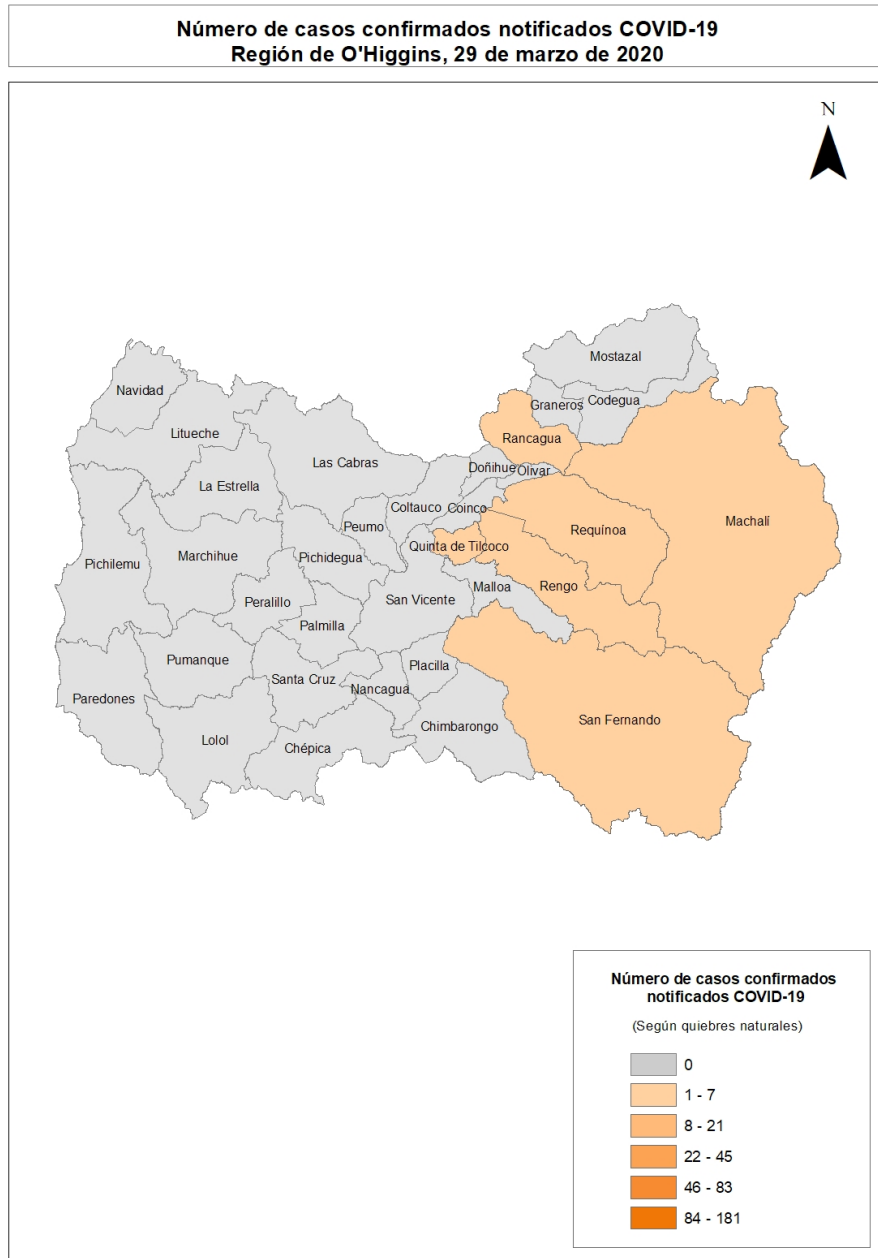 Número de casos confirmados notificados COVID-19
Región de O'Higgins, 29 de marzo de 2020
N
Mostazal
Navidad
Graneros
Codegua
Litueche
Rancagua
Las Cabras
Doñihue
Olivar
La Estrella
Coltauco
Coinco
Machalí
Peumo
Requínoa
Quinta de Tilcoco
Marchihue
Pichidegua
Pichilemu
Malloa
Rengo
Peralillo
San Vicente
Palmilla
Pumanque
Placilla
Santa Cruz
Nancagua
Paredones
San Fernando
Chimbarongo
Lolol
Chépica
Número de casos confirmados
notificados COVID-19
(Según quiebres naturales)
0
1 - 7
8 - 21
22 - 45
46 - 83
84 - 181